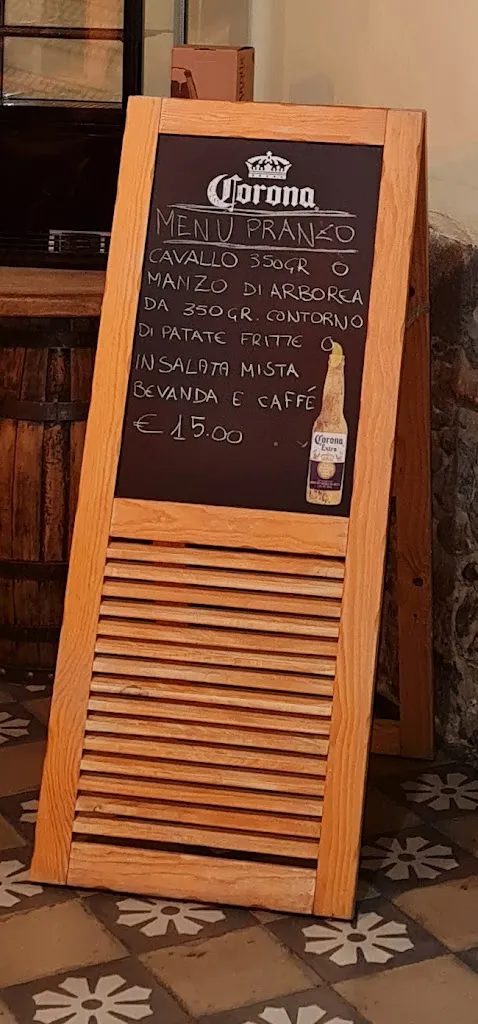 Corona
MENU PRANZO
CAVALLO 350GR O
MANZO DI ARBOREA
DA 350GR. CONTORNO
DI PATATE FRITTE O
INSALATA MISTA
BEVANDA E CAFFÉ
€ 15.00
Corona
Extra